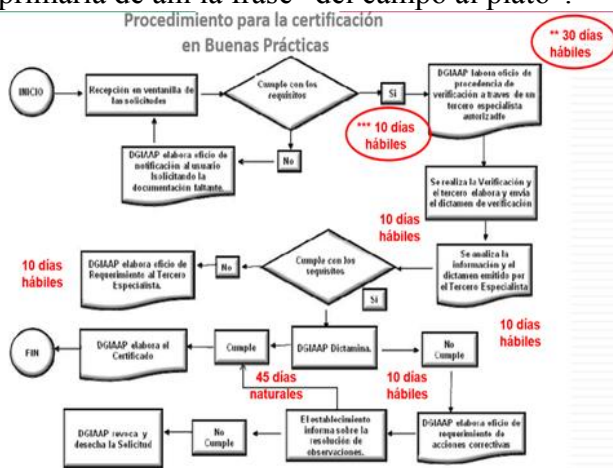 primaria de ahí la frase "del campo al plato".
Procedimiento para la certificación
en Buenas Prácticas
** 30 días
hábiles
INICIO
Recepción en ventanilla de
las solicitudes
Cumple con los
requisitos
Si
DGIAAP labora oficio de
procedencia de
verificación a traves de un
tercero especialista
autorizadfo
*** 10 días
hábiles
No
DGIAAP elabora oficio de
notificación al usuario
lsolicitando la
documentación faltante.
Se realiza la Verificación y
el tercero elabora y envía
el dictamen de verificación
10 días
hábiles
Se analiza la
información y el
dictamen emitido por
el Tercero Especialista
Cumple con los
requisitos
No
DGIAAP elabora oficio de
Requerimiento al Tercero
Especialista.
10 días
hábiles
Si
10 días
hábiles
FIN
DGIAAP elabora el
Certificado
Cumple
DGIAAP Dictamina.
No
Cumple
45 días
naturales
10 días
hábiles
DGIAAP revoca y
desecha la Solicitud
No
Cumple
El establecimiento
informa sobre la
resolución de
observaciones.
DGIAAP elabora oficio de
requerimiento de
acciones correctivas